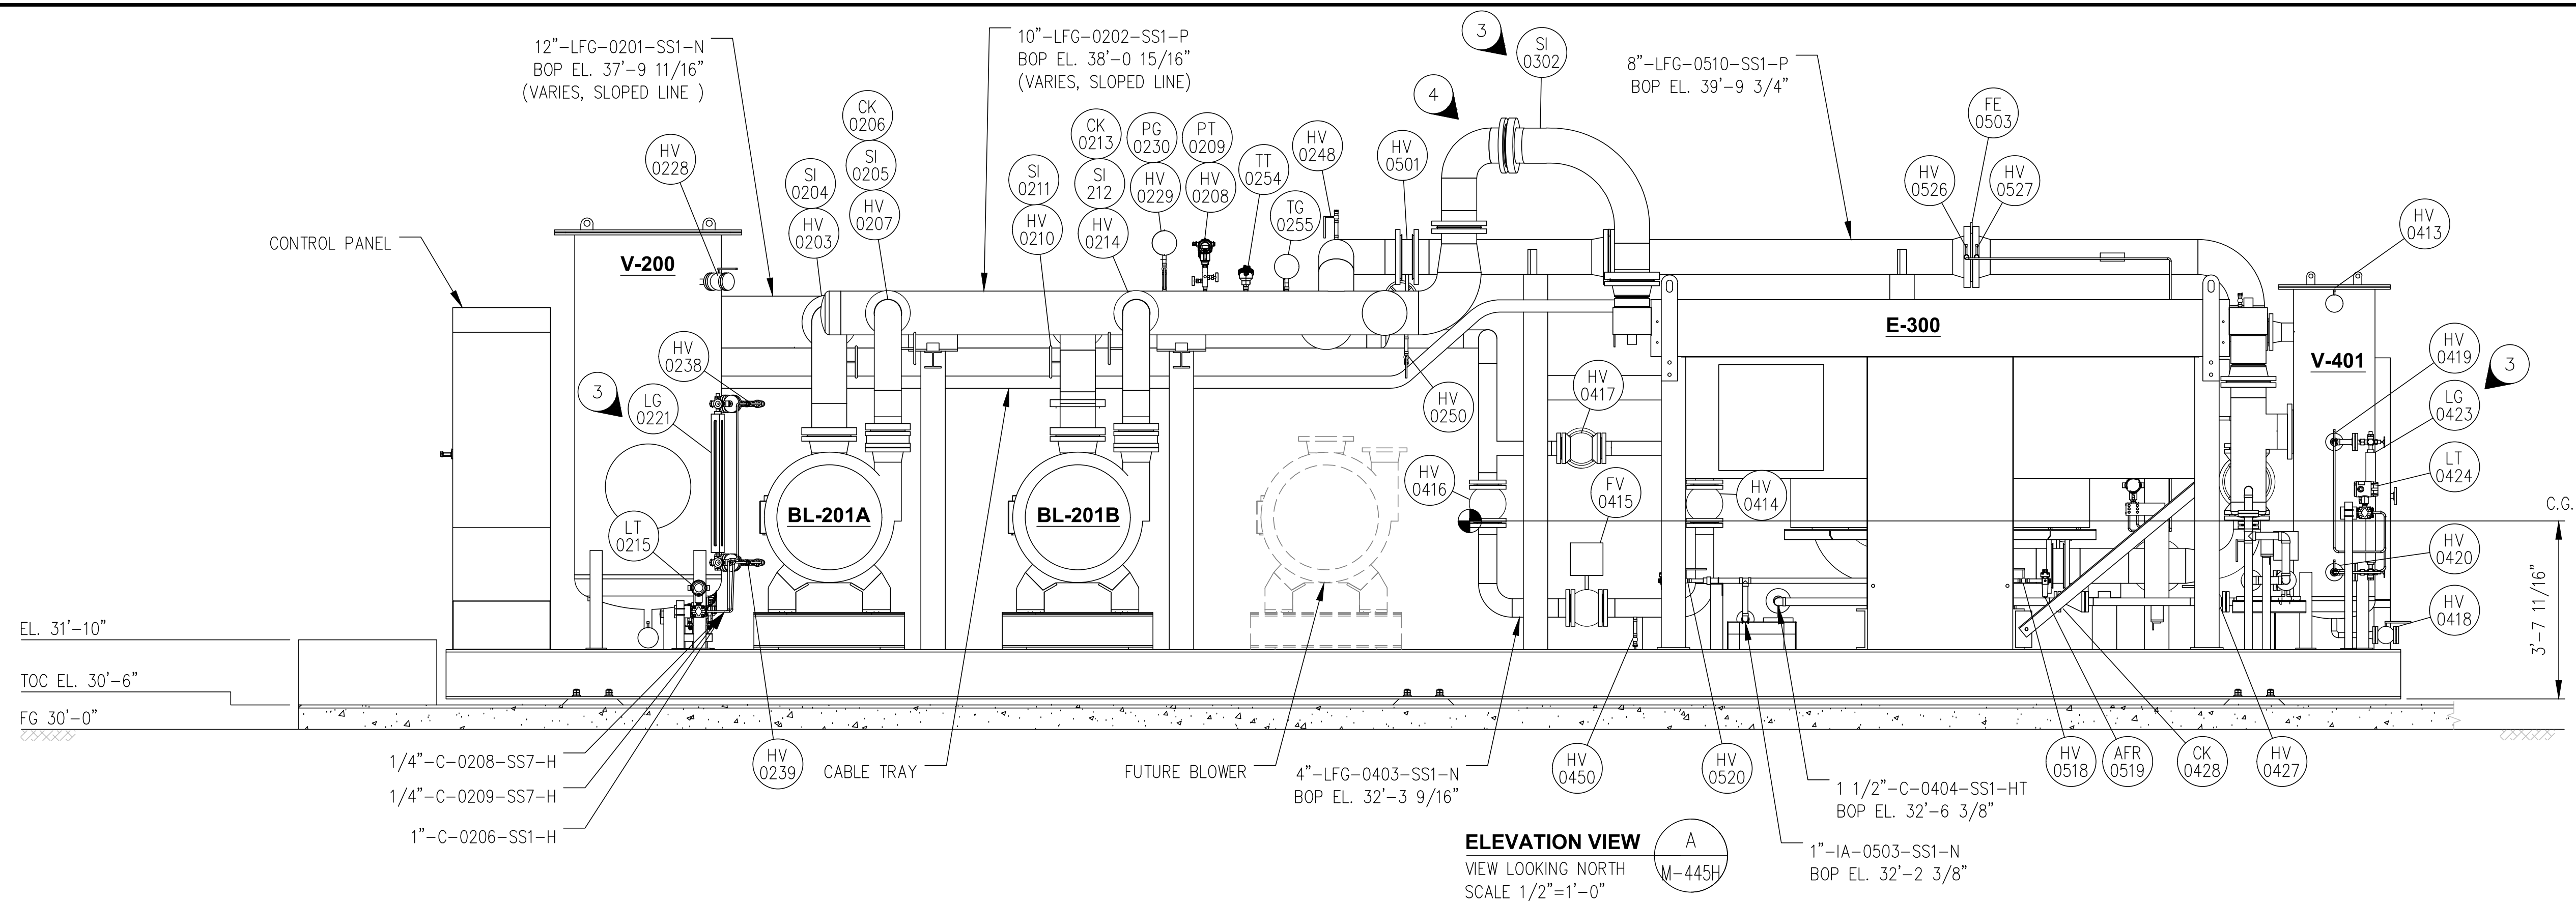 12"-LFG-0201-SS1-N
BOP EL. 37'-9 11/16"
(VARIES, SLOPED LINE )
10"-LFG-0202-SS1-P
BOP EL. 38'-0 15/16"
(VARIES, SLOPED LINE)
3
SI
0302
4
8"-LFG-0510-SS1-P
BOP EL. 39'-9 3/4"
FE
0503
CK
0206
SI
0205
HV
0207
HV
0228
SI
0204
HV
0203
SI
0211
HV
0210
CK
0213
SI
212
HV
0214
PG
0230
HV
0229
PT
0209
HV
0208
TT
0254
TG
0255
HV
0248
HV
0501
HV
0526
HV
0527
HV
0413
CONTROL PANEL
V-200
E-300
V-401
HV
0238
3
LG
0221
HV
0250
HV
0417
HV
0419
3
LG
0423
LT
0424
HV
0416
FV
0415
HV
0414
C.G.
LT
0215
BL-201A
BL-201B
HV
0420
HV
0418
3'-7 11/16"
EL. 31'-10"
TOC EL. 30'-6"
FG 30'-0"
1/4"-C-0208-SS7-H
1/4"-C-0209-SS7-H
1"-C-0206-SS1-H
HV
0239
CABLE TRAY
FUTURE BLOWER
4"-LFG-0403-SS1-N
BOP EL. 32'-3 9/16"
HV
0450
HV
0520
1 1/2"-C-0404-SS1-HT
BOP EL. 32'-6 3/8"
1"-IA-0503-SS1-N
BOP EL. 32'-2 3/8"
HV
0518
AFR
0519
CK
0428
HV
0427
ELEVATION VIEW
VIEW LOOKING NORTH
SCALE 1/2"=1'-0"
A
M-445H